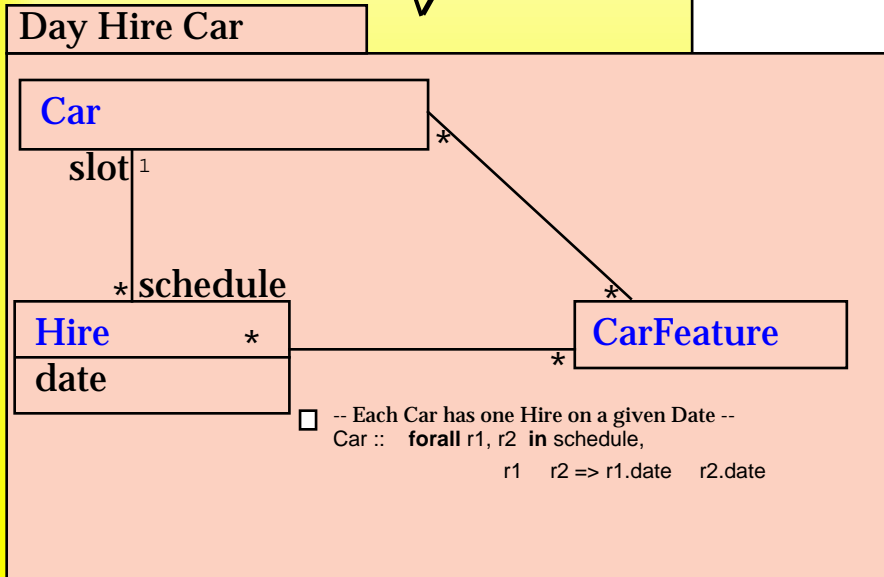 Day Hire Car
Car
*
slot 1
* schedule
*
Hire *
CarFeature
*
date
-- Each Car has one Hire on a given Date --
Car :: forall r1, r2 in schedule,
r1 r2 => r1.date r2.date